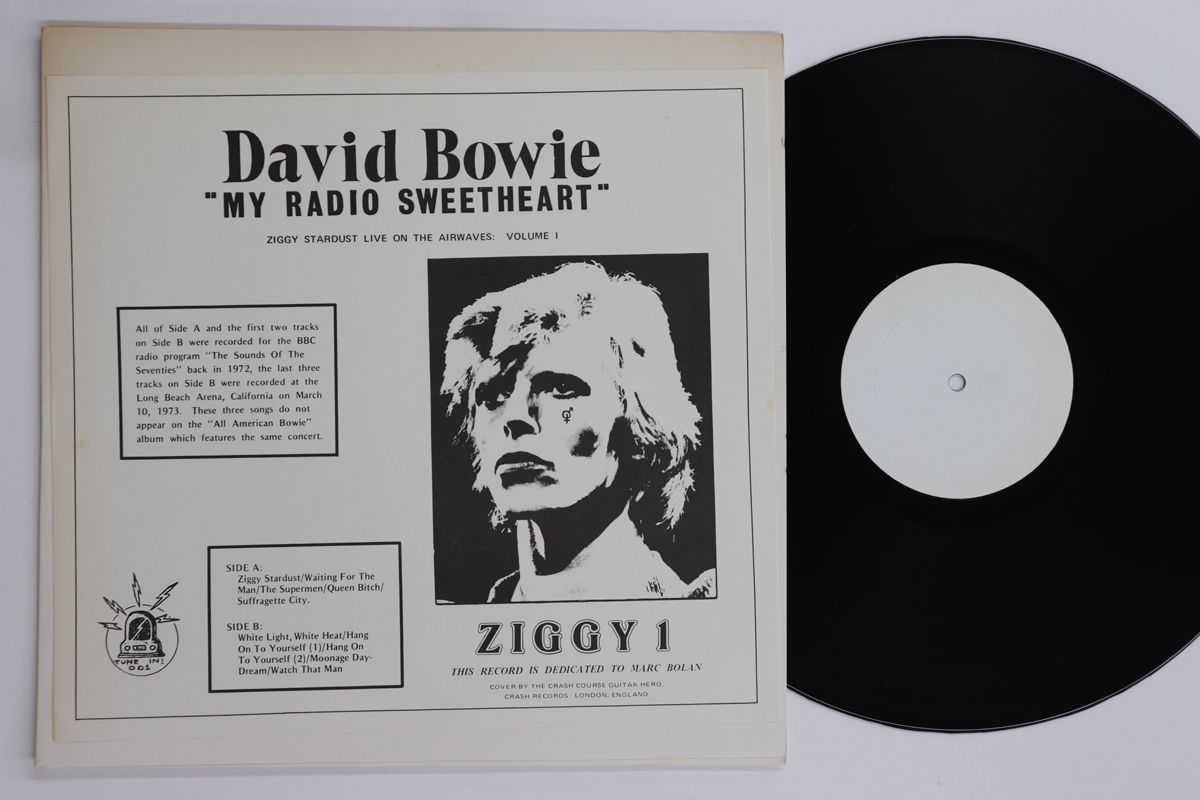 David Bowie
"MY RADIO SWEETHEART"
ZIGGY STARDUST LIVE ON THE AIRWAVES: VOLUME I
All of Side A and the first two tracks
on Side B were recorded for the BBC
radio program "The Sounds Of The
Seventies" back in 1972, the last three
tracks on Side B were recorded at the
Long Beach Arena, California on March
10, 1973. These three songs do not
appear on the "All American Bowie"
album which features the same concert.
SIDE A:
Ziggy Stardust/Waiting For The
Man/The Supermen/Queen Bitch/
Suffragette City.
SIDE B:
White Light, White Heat/Hang
On To Yourself (1)/Hang On
To Yourself (2)/Moonage Day-
Dream/Watch That Man
TUNE IN!
001
ZIGGY 1
THIS RECORD IS DEDICATED TO MARC BOLAN
COVER BY THE CRASH COURSE GUITAR HERO
CRASH RECORDS LONDON, ENGLAND